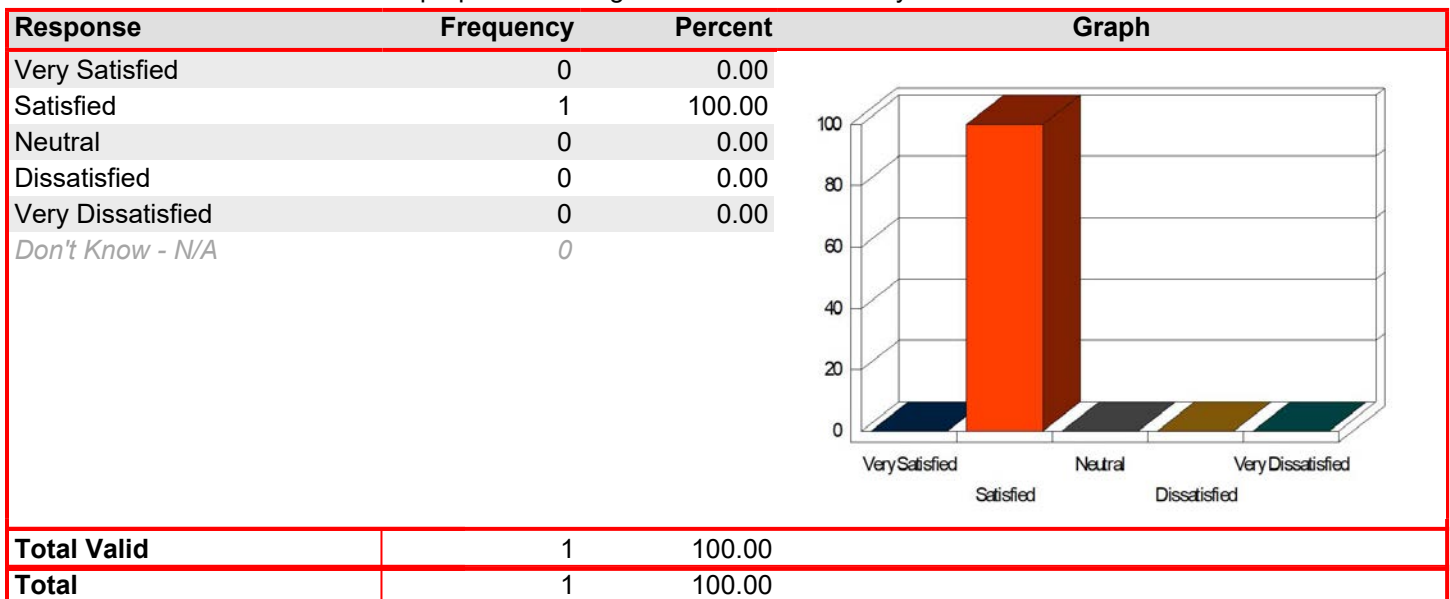 Response Frequency Percent Graph
Very Satisfied 0 0.00
Satisfied 1 100.00
Neutral 0 0.00
Dissatisfied 0 0.00
Very Dissatisfied 0 0.00
Don't Know - N/A 0
100
80
60
40
20
0
Very Satisfied Neutral Very Dissatisfied
Satisfied Dissatisfied
Total Valid 1 100.00
Total 1 100.00